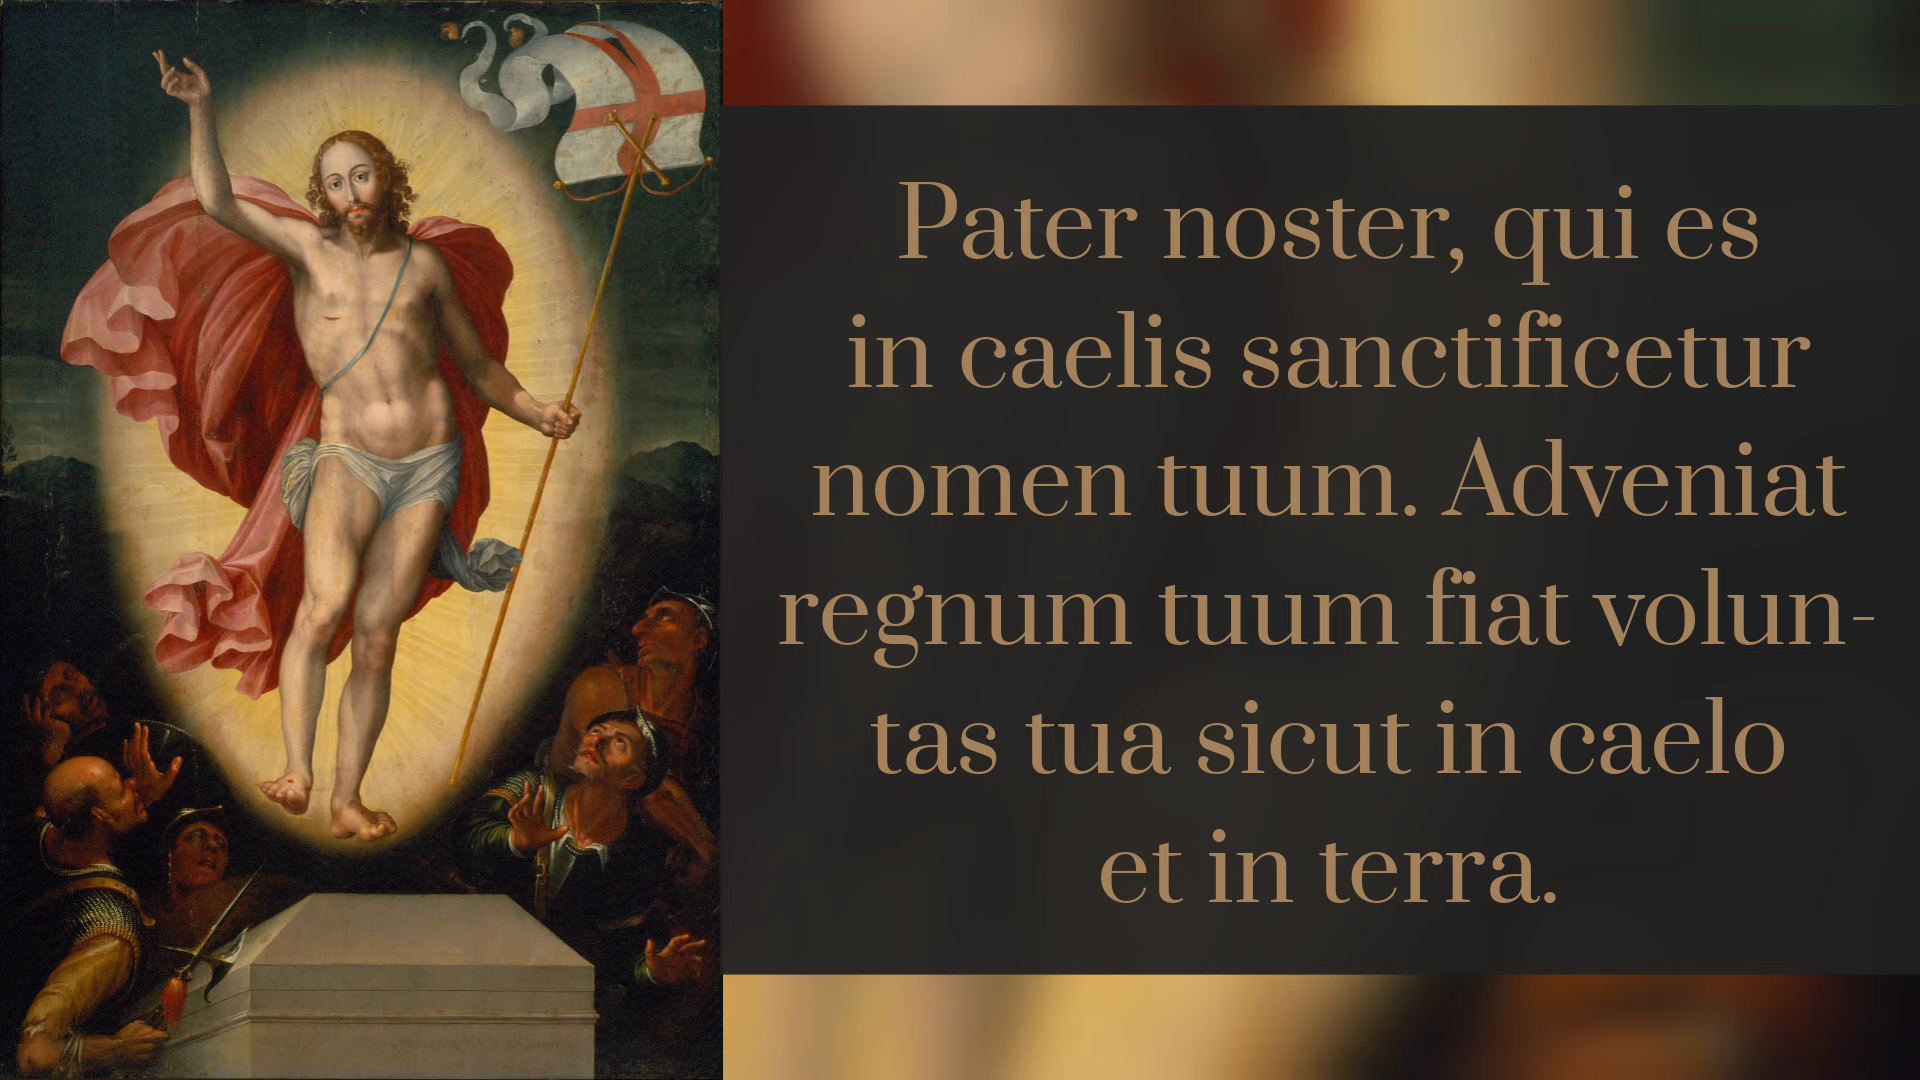 Pater noster, qui es
in caelis sanctificetur
nomen tuum. Adveniat
regnum tuum fiat volun-
tas tua sicut in caelo
et in terra.